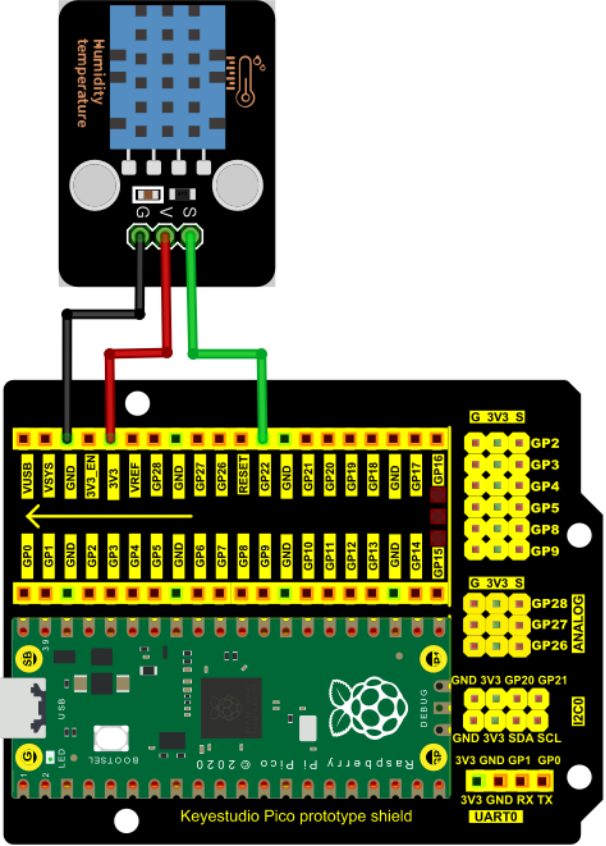 Humidity
temperature
G V S
G 3V3 S
GP2
GP3
GP4
GP5
GP8
GP9
VUSB VSYS GND 3V3_EN 3V3 VREF GP28 GND GP27 GP26 RESET GP22 GND GP21 GP20 GP19 GP18 GND GP17 GP16
GP0 GP1 GND GP2 GP3 GP4 GP5 GND GP6 GP7 GP8 GP9 GND GP10 GP11 GP12 GP13 GND GP14 GP15
G 3V3 S
GP28
GP27
GP26
ANALOG
SB
39
USB
DEBUG
GND 3V3 GP20 GP21
GND 3V3 SDA SCL
I2C0
LED
BOOTSEL
Raspberry Pi Pico © 2020
1 2
3V3 GND GP1 GP0
3V3 GND RX TX
UART0
Keyestudio Pico prototype shield